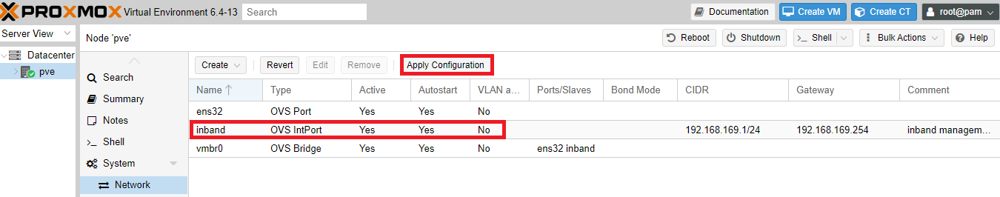 PROXMOX Virtual Environment 6.4-13 Search Documentation Create VM Create CT root@pam
Server View Node 'pve' Reboot Shutdown >_ Shell Bulk Actions Help
Datacenter
pve
Search
Summary
Notes
>_ Shell
System
Network
Create Revert Edit Remove Apply Configuration
Name Type Active Autostart VLAN a... Ports/Slaves Bond Mode CIDR Gateway Comment
ens32 OVS Port Yes Yes No
inband OVS IntPort Yes Yes No 192.168.169.1/24 192.168.169.254 inband managem...
vmbr0 OVS Bridge Yes Yes No ens32 inband